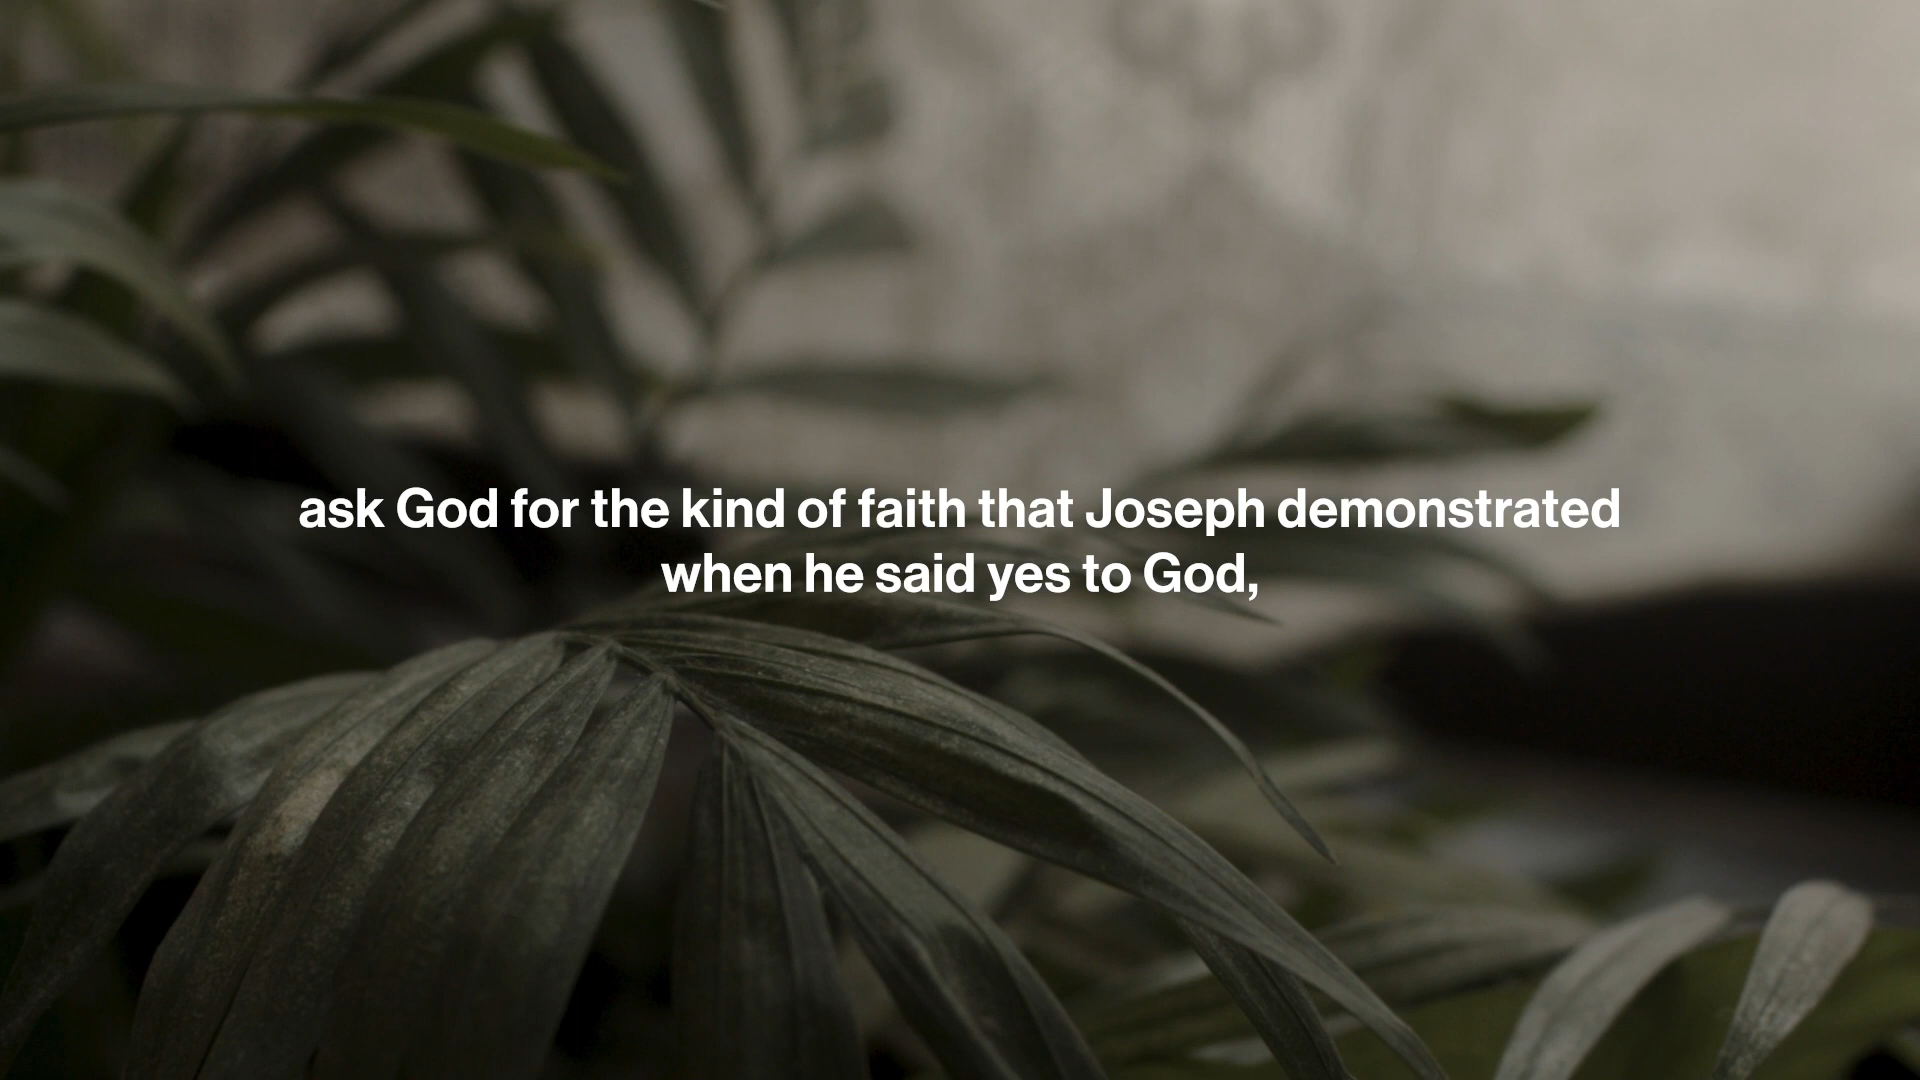 ask God for the kind of faith that Joseph demonstrated
when he said yes to God,